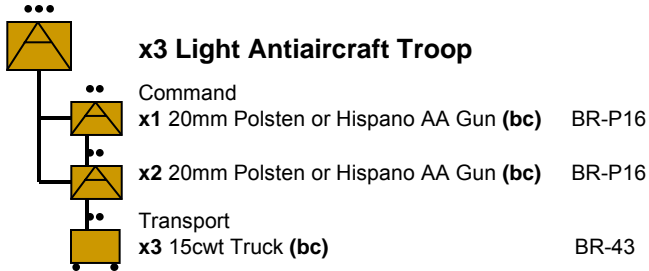 x3 Light Antiaircraft Troop
Command
x1 20mm Polsten or Hispano AA Gun (bc) BR-P16
x2 20mm Polsten or Hispano AA Gun (bc) BR-P16
Transport
x3 15cwt Truck (bc) BR-43